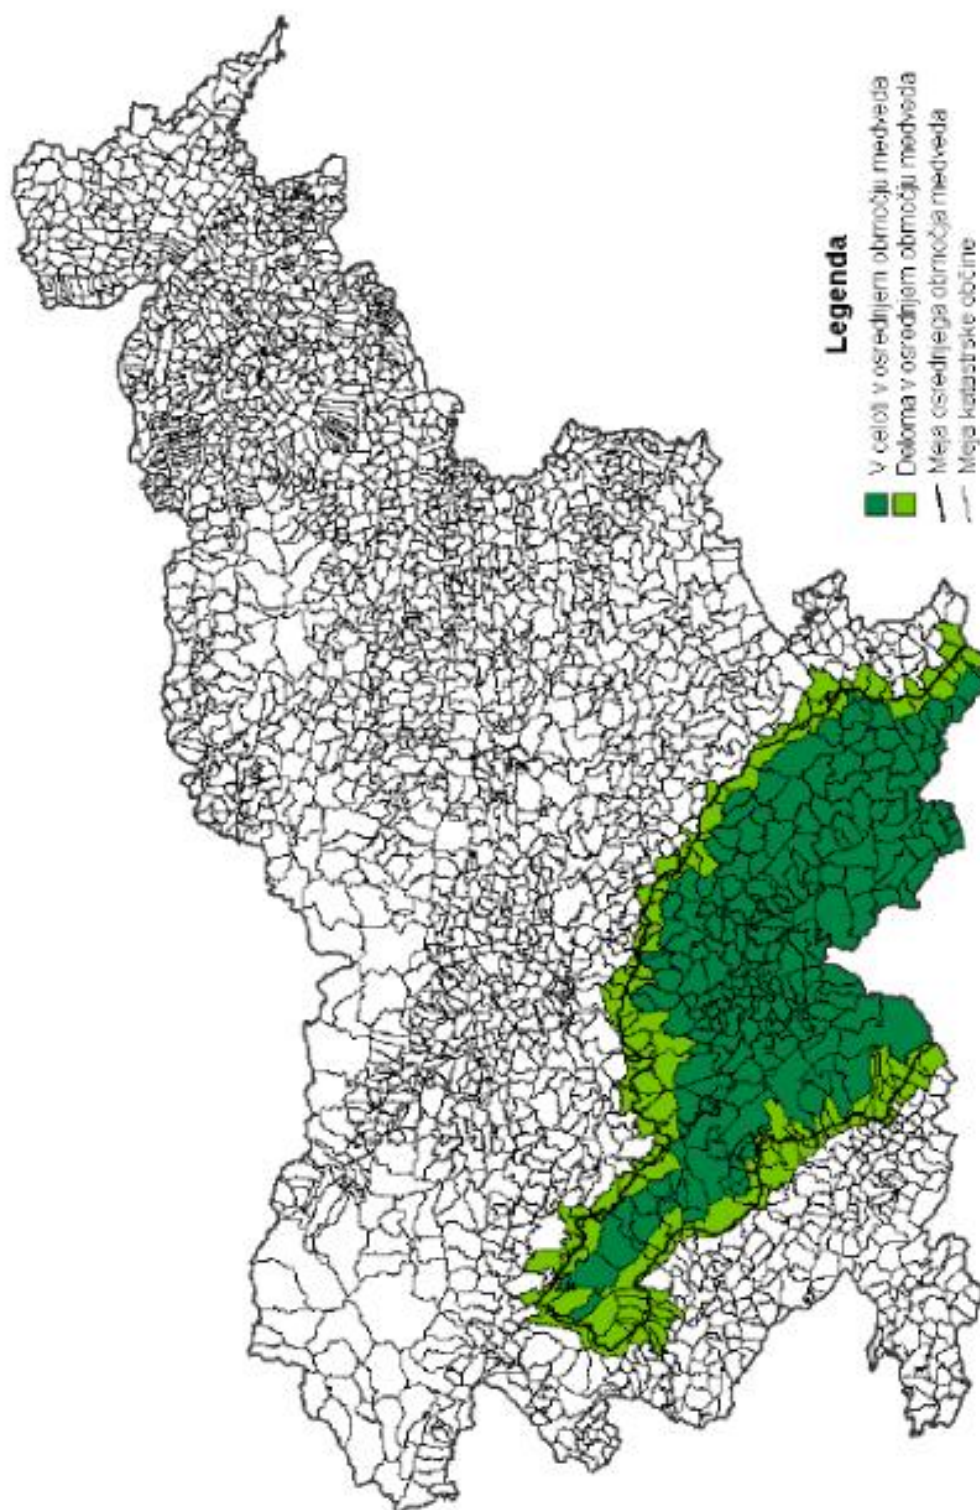 Legenda
V celoti v osrednjem območju medveda
Deloma v osrednjem območju medveda
Meja osrednjega območja medveda
Meja katastrske občine